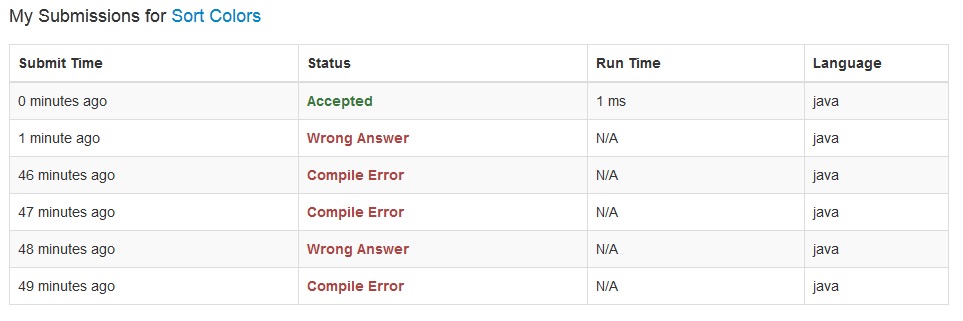 My Submissions for Sort Colors
Submit Time Status Run Time Language
0 minutes ago Accepted 1 ms java
1 minute ago Wrong Answer N/A java
46 minutes ago Compile Error N/A java
47 minutes ago Compile Error N/A java
48 minutes ago Wrong Answer N/A java
49 minutes ago Compile Error N/A java